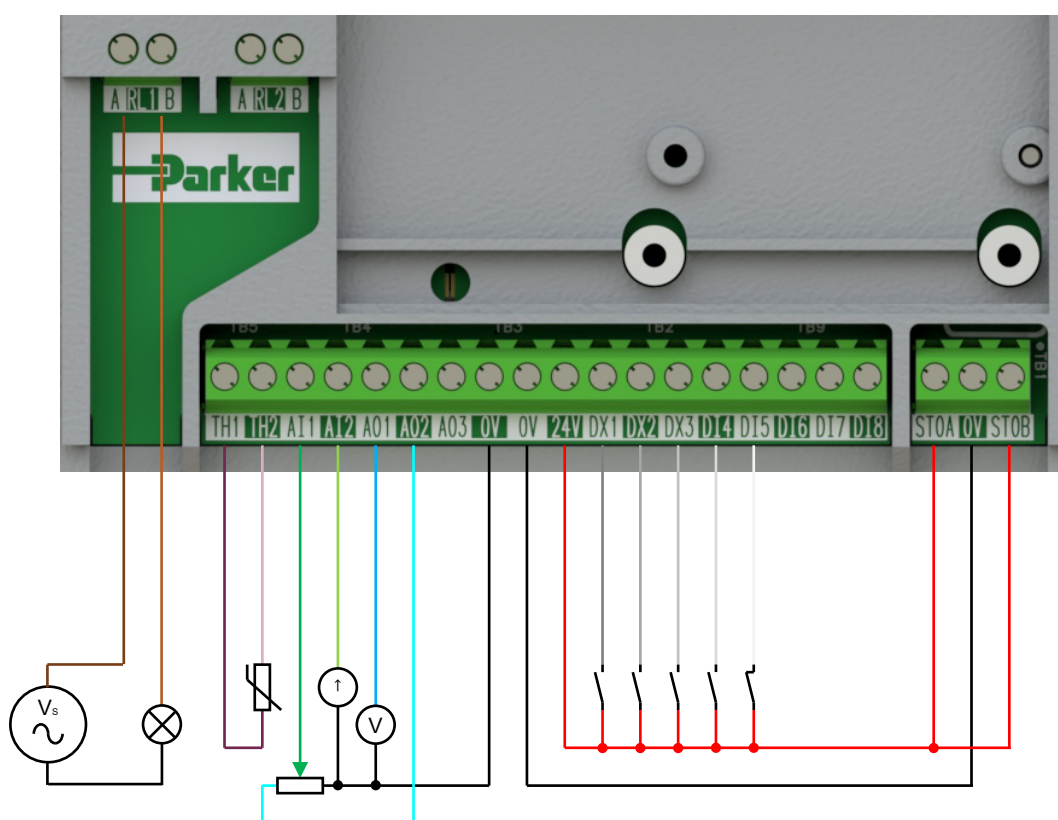 A RL1 B
A RL2 B
Parker
TB5
TB4
TB3
TB2
TB9
TB1
TH1 TH2 AI1 AI2 AO1 AO2 AO3 0V 0V 24V DX1 DX2 DX3 DI4 DI5 DI6 DI7 DI8
STOA 0V STOB
Vs
↑
V